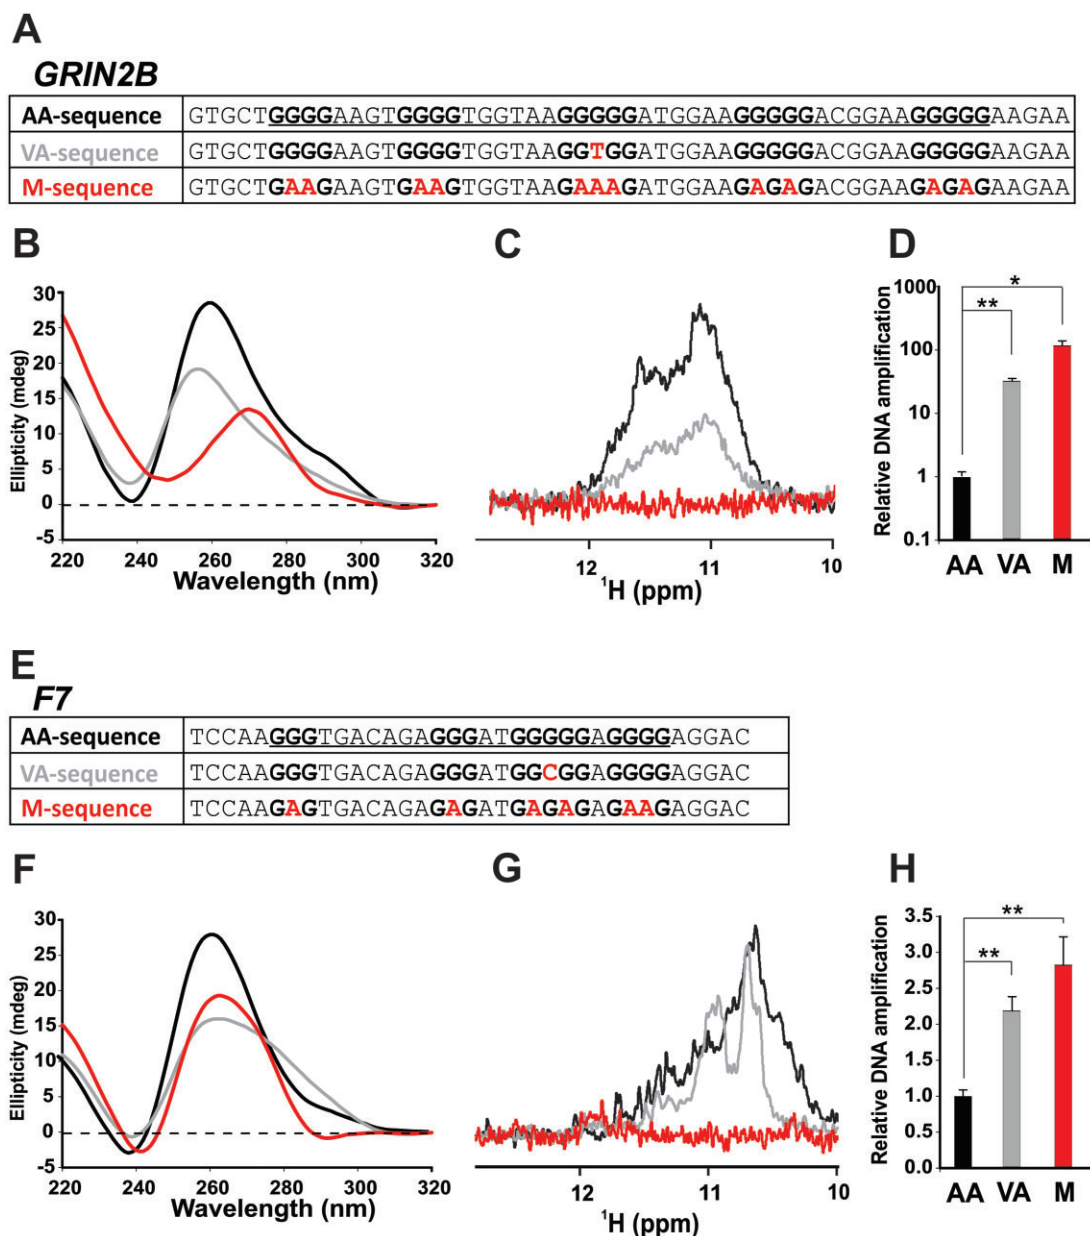 A
GRIN2B
AA-sequence GTGCTGGGGAAGTGGGGTGGTAAGGGGGATGGAAGGGGGACGGAAGGGGGAAGAA
VA-sequence GTGCTGGGGAAGTGGGGTGGTAAGGTGGATGGAAGGGGGACGGAAGGGGGAAGAA
M-sequence GTGCTGAAGAAGTGAAGTGGTAAGAAAGATGGAAGAGAGACGGAAGAGAGAAGAA
B
C
D
Ellipticity (mdeg)
30
25
20
15
10
5
0
-5
220 240 260 280 300 320
Wavelength (nm)
12 11 10
¹H (ppm)
Relative DNA amplification
1000
100
10
1
0.1
*
**
AA VA M
E
F7
AA-sequence TCCAAGGGTGACAGAGGGATGGGGGAGGGGAGGAC
VA-sequence TCCAAGGGTGACAGAGGGATGGCGGAGGGGAGGAC
M-sequence TCCAAGAGTGACAGAGAGATGAGAGAGAAGAGGAC
F
G
H
Ellipticity (mdeg)
30
25
20
15
10
5
0
-5
220 240 260 280 300 320
Wavelength (nm)
12 11 10
¹H (ppm)
Relative DNA amplification
3.5
3.0
2.5
2.0
1.5
1.0
0.5
0.0
**
**
AA VA M